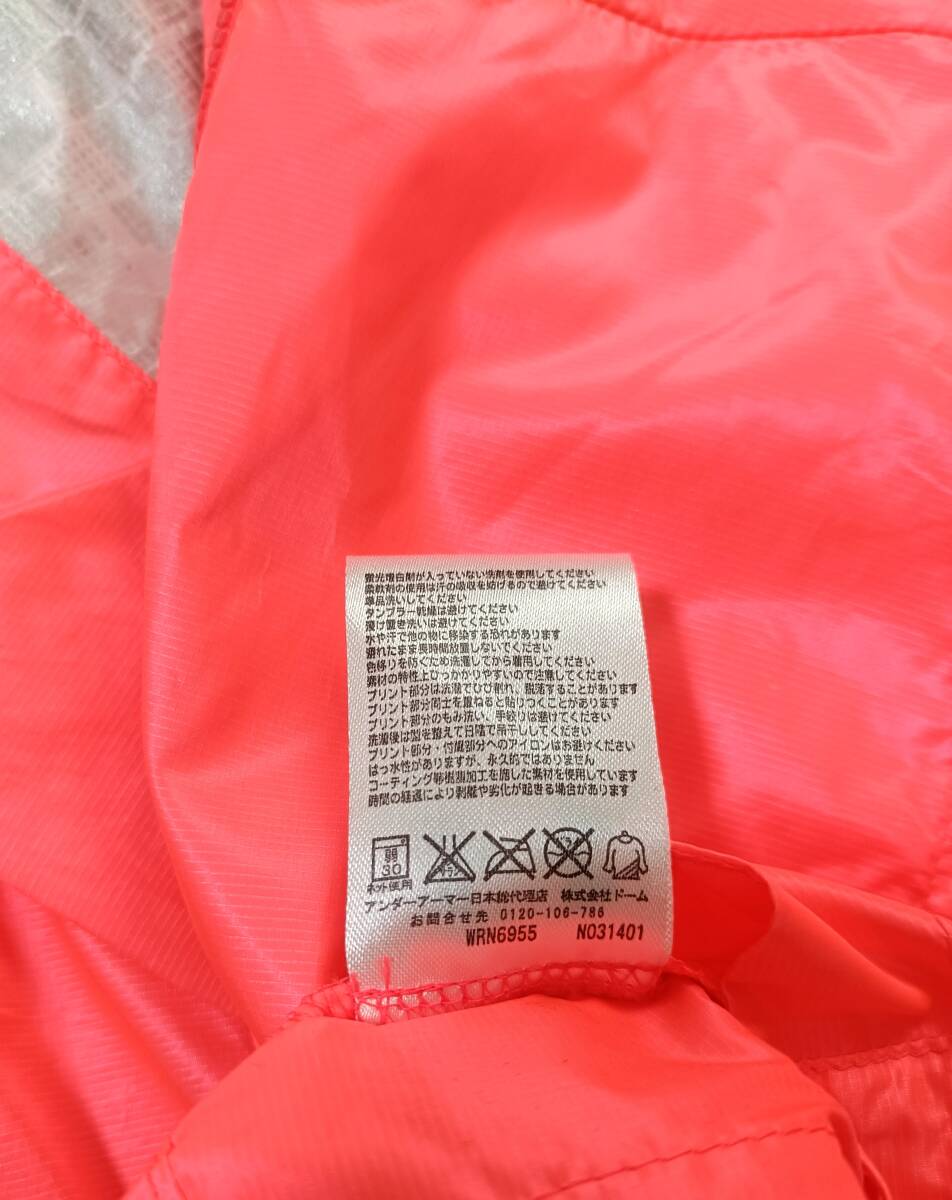 蛍光増白剤が入っていない洗剤を使用してください
柔軟剤の使用は汗の吸収を妨げるので避けてください
単品洗いしてください
タンブラー乾燥は避けてください
漬け置き洗いは避けてください
水や汗で他の物に移染する恐れがあります
濡れたまま長時間放置しないでください
色移りを防ぐため洗濯してから着用してください
素材の特性上ひっかかりやすいので注意してください
プリント部分は洗濯でひび割れ、脱落することがあります
プリント部分同士を重ねると貼りつくことがあります
プリント部分のもみ洗い、手絞りは避けてください
洗濯後は型を整えて日陰で吊干ししてください
プリント部分・付属部分へのアイロンはお避けください
はっ水性がありますが、永久的ではありません
コーティング等樹脂加工を施した素材を使用しています
時間の経過により剥離や劣化が起きる場合があります
弱
30
ネット使用
エンソ
サラシ
ドライ
アンダーアーマー日本総代理店 株式会社ドーム
お問合せ先 0120-106-786
WRN6955 N031401